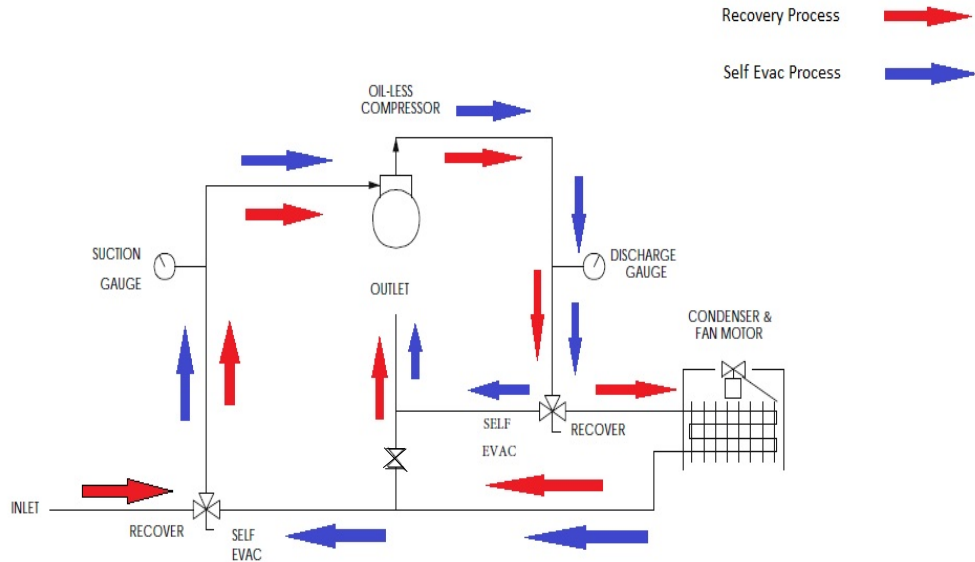 Recovery Process
Self Evac Process
OIL-LESS
COMPRESSOR
SUCTION
GAUGE
DISCHARGE
GAUGE
OUTLET
CONDENSER &
FAN MOTOR
SELF
EVAC
RECOVER
INLET
RECOVER
SELF
EVAC